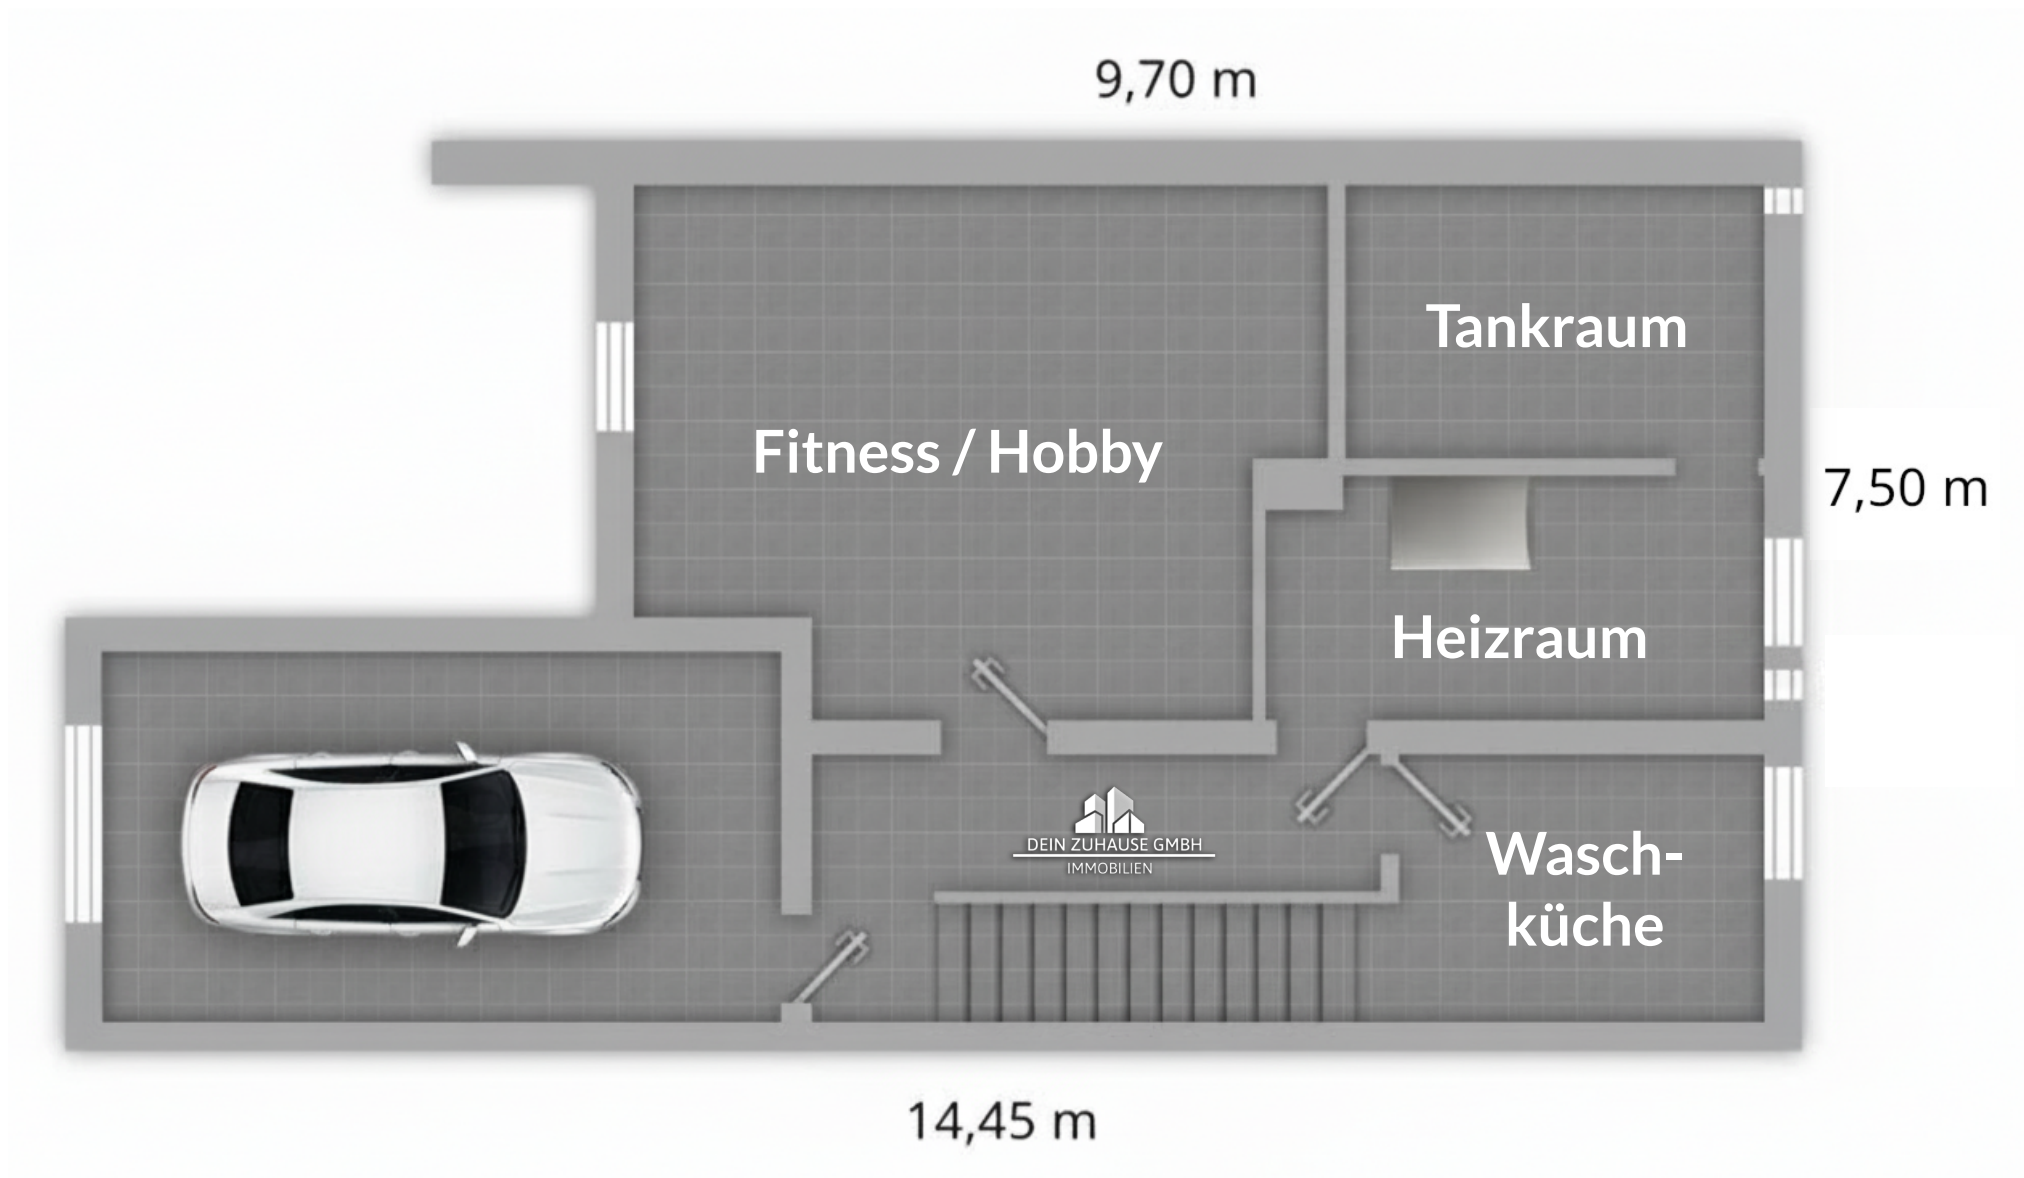 9,70 m
Tankraum
Fitness / Hobby
7,50 m
Heizraum
DEIN ZUHAUSE GMBH
IMMOBILIEN
Wasch-
küche
14,45 m